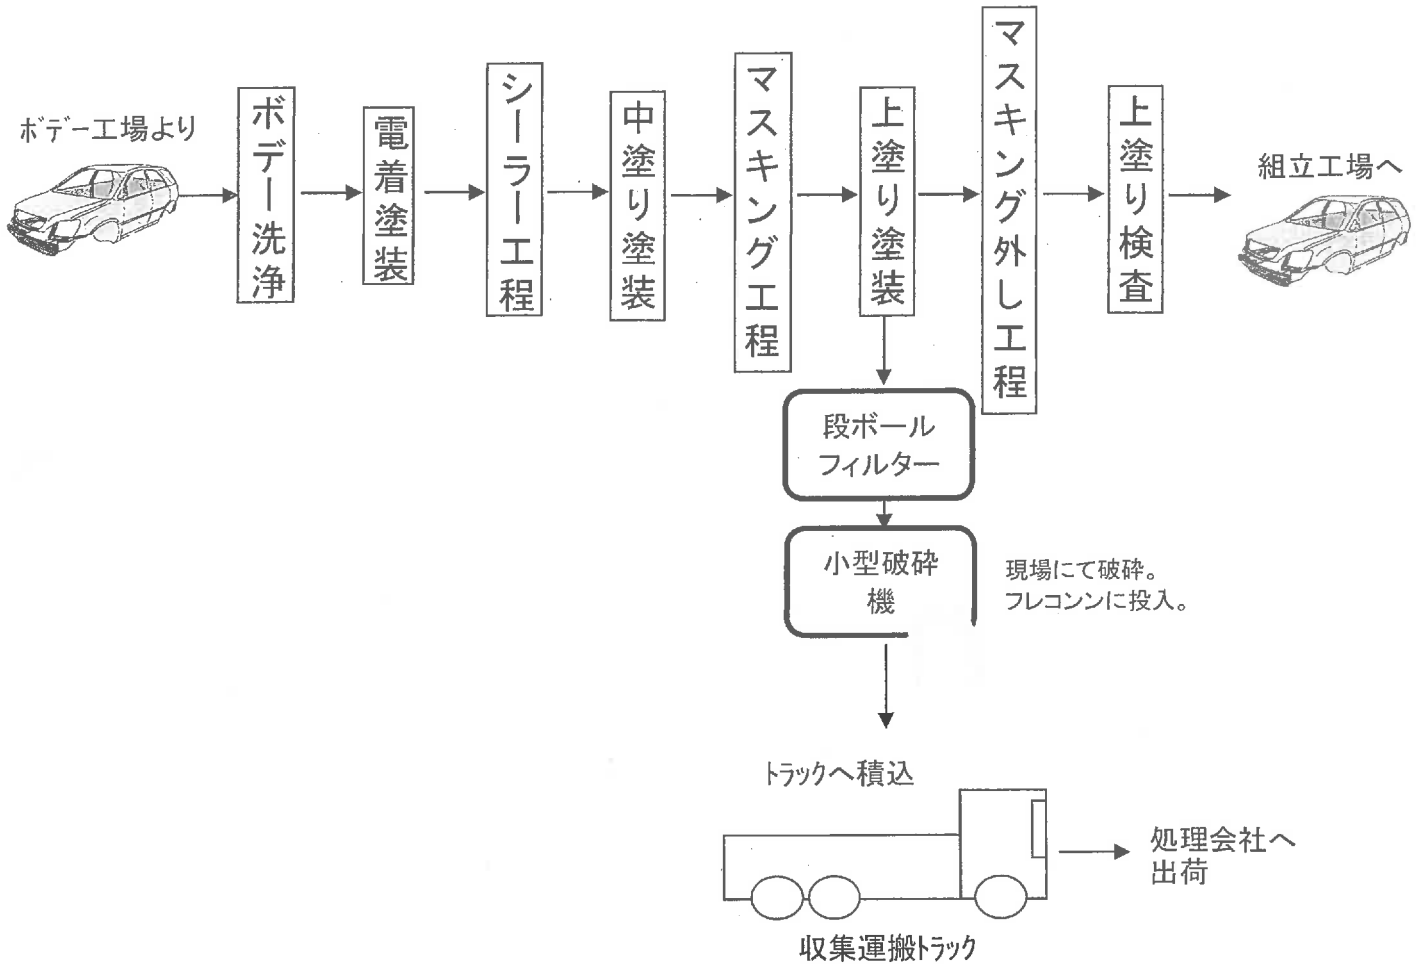 ボデー工場より
ボデー洗浄
電着塗装
シーラー工程
中塗り塗装
マスキング工程
上塗り塗装
マスキング外し工程
上塗り検査
組立工場へ
段ボール
フィルター
小型破砕
機
現場にて破砕。
フレコンンに投入。
トラックへ積込
処理会社へ
出荷
収集運搬トラック